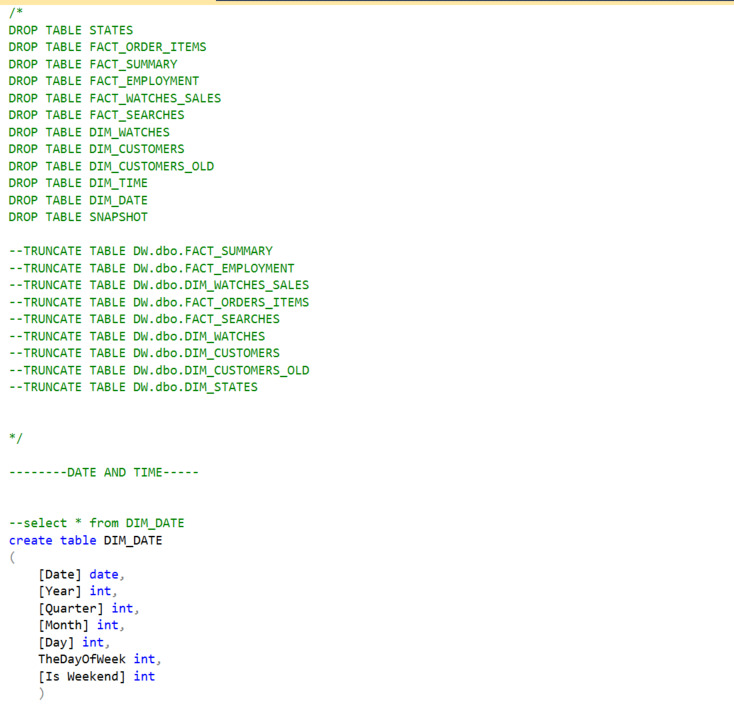 /*
DROP TABLE STATES
DROP TABLE FACT_ORDER_ITEMS
DROP TABLE FACT_SUMMARY
DROP TABLE FACT_EMPLOYMENT
DROP TABLE FACT_WATCHES_SALES
DROP TABLE FACT_SEARCHES
DROP TABLE DIM_WATCHES
DROP TABLE DIM_CUSTOMERS
DROP TABLE DIM_CUSTOMERS_OLD
DROP TABLE DIM_TIME
DROP TABLE DIM_DATE
DROP TABLE SNAPSHOT
--TRUNCATE TABLE DW.dbo.FACT_SUMMARY
--TRUNCATE TABLE DW.dbo.FACT_EMPLOYMENT
--TRUNCATE TABLE DW.dbo.DIM_WATCHES_SALES
--TRUNCATE TABLE DW.dbo.FACT_ORDERS_ITEMS
--TRUNCATE TABLE DW.dbo.FACT_SEARCHES
--TRUNCATE TABLE DW.dbo.DIM_WATCHES
--TRUNCATE TABLE DW.dbo.DIM_CUSTOMERS
--TRUNCATE TABLE DW.dbo.DIM_CUSTOMERS_OLD
--TRUNCATE TABLE DW.dbo.DIM_STATES
*/
--------DATE AND TIME-----
--select * from DIM_DATE
create table DIM_DATE
(
[Date] date,
[Year] int,
[Quarter] int,
[Month] int,
[Day] int,
TheDayOfWeek int,
[Is Weekend] int
)